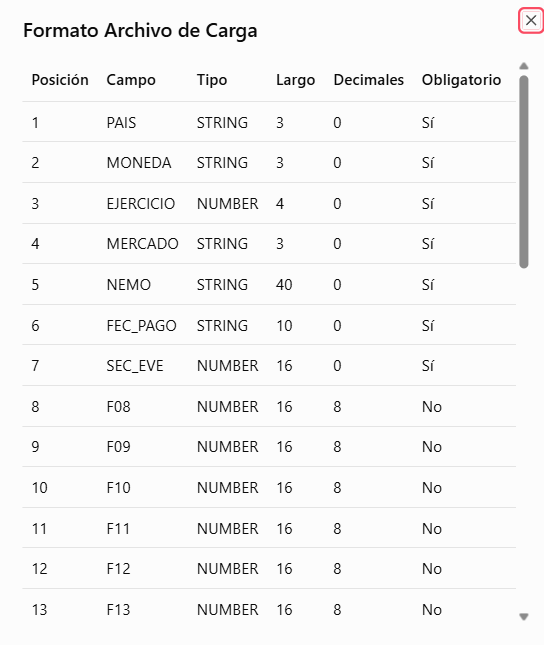 Formato Archivo de Carga
Posición Campo Tipo Largo Decimales Obligatorio
1 PAIS STRING 3 0 Sí
2 MONEDA STRING 3 0 Sí
3 EJERCICIO NUMBER 4 0 Sí
4 MERCADO STRING 3 0 Sí
5 NEMO STRING 40 0 Sí
6 FEC_PAGO STRING 10 0 Sí
7 SEC_EVE NUMBER 16 0 Sí
8 F08 NUMBER 16 8 No
9 F09 NUMBER 16 8 No
10 F10 NUMBER 16 8 No
11 F11 NUMBER 16 8 No
12 F12 NUMBER 16 8 No
13 F13 NUMBER 16 8 No